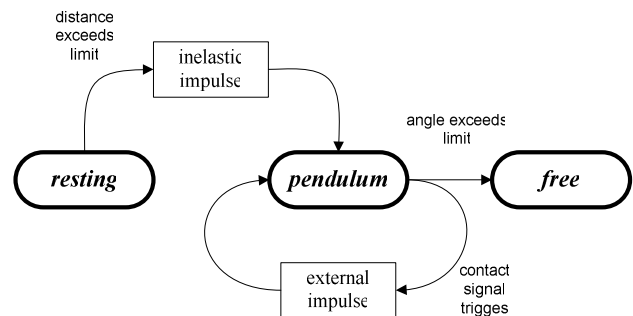 distance
exceeds
limit
inelastic
impulse
angle exceeds
limit
resting
pendulum
free
external
impulse
contact
signal
trigges